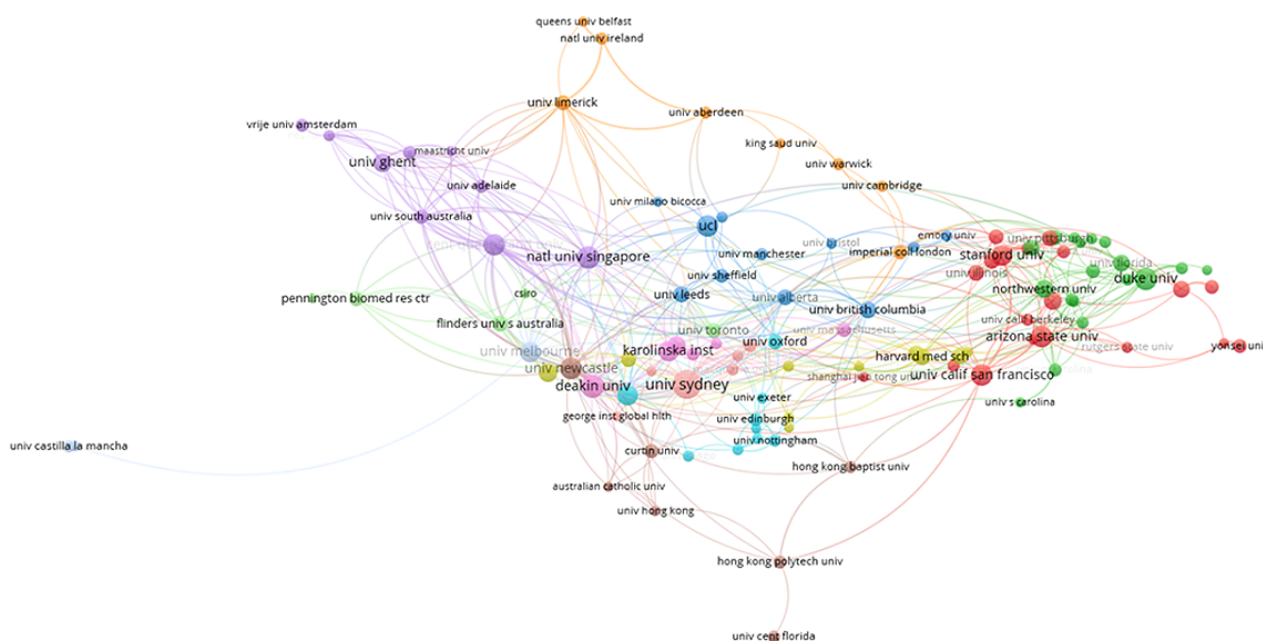 queens univ belfast
natl univ ireland
univ limerick
univ aberdeen
vrije univ amsterdam
king saud univ
maastricht univ
univ ghent
univ warwick
univ adelaide
univ cambridge
univ milano bicocca
univ south australia
ucl
emory univ
univ pittsburgh
univ bristol
imperial coll london
stanford univ
natl univ singapore
univ manchester
univ florida
univ illinois
duke univ
univ sheffield
northwestern univ
pennington biomed res ctr
csiro
univ leeds
univ alberta
univ british columbia
flinders univ s australia
univ calif berkeley
univ toronto
univ massachusetts
arizona state univ
univ oxford
rutgers state univ
yonsei uni
univ melbourne
karolinska inst
harvard med sch
univ newcastle
shanghai jiao tong univ
univ calif san francisco
deakin univ
univ sydney
univ exeter
univ s carolina
george inst global hlth
univ edinburgh
univ nottingham
univ castilla la mancha
curtin univ
hong kong baptist univ
australian catholic univ
univ hong kong
hong kong polytech univ
univ cent florida